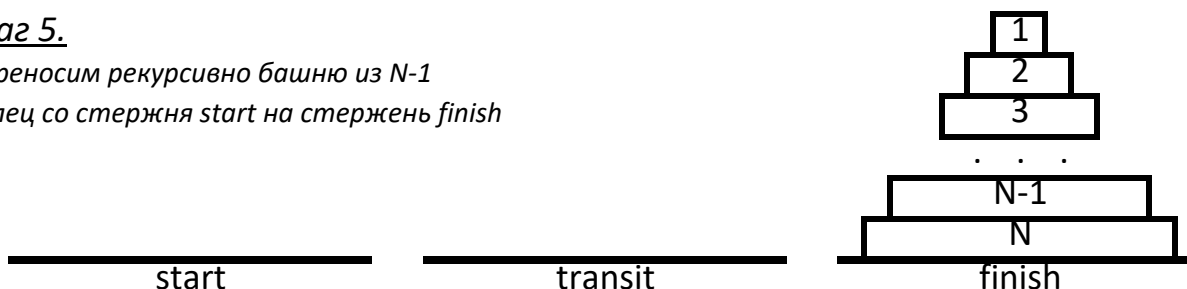 аг 5.
реносим рекурсивно башню из N-1
лец со стержня start на стержень finish
1
2
3
. . .
N-1
N
start transit finish